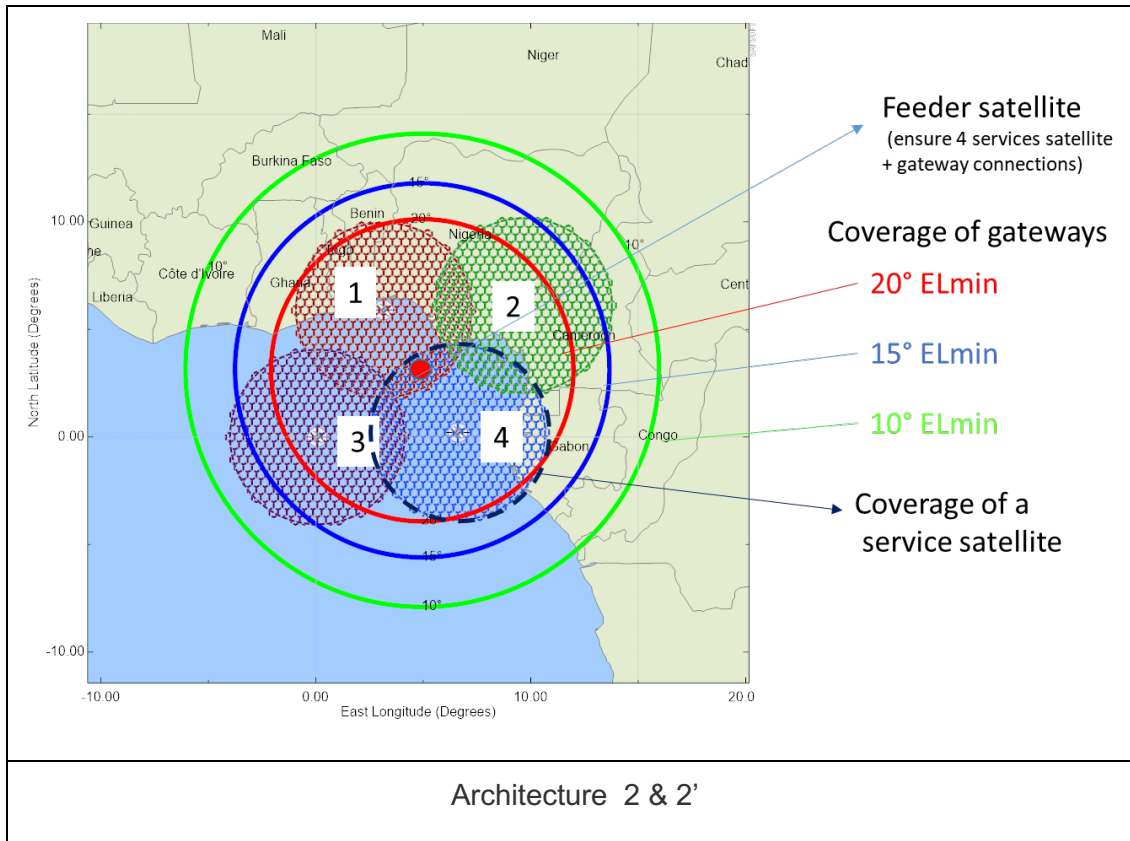 Mali
Niger
Chad
Burkina Faso
15°
Benin
10.00
20°
Guinea
Nigeria
10°
ne
Togo
10°
Côte d'Ivoire
Ghana
Cent
Liberia
1
2
Cameroon
North Latitude (Degrees)
0.00
3
4
Gabon
Congo
20°
15°
10°
-10.00
-10.00
0.00
10.00
20.0
East Longitude (Degrees)
Feeder satellite
(ensure 4 services satellite
+ gateway connections)
Coverage of gateways
20° ELmin
15° ELmin
10° ELmin
Coverage of a
service satellite
Architecture 2 & 2’